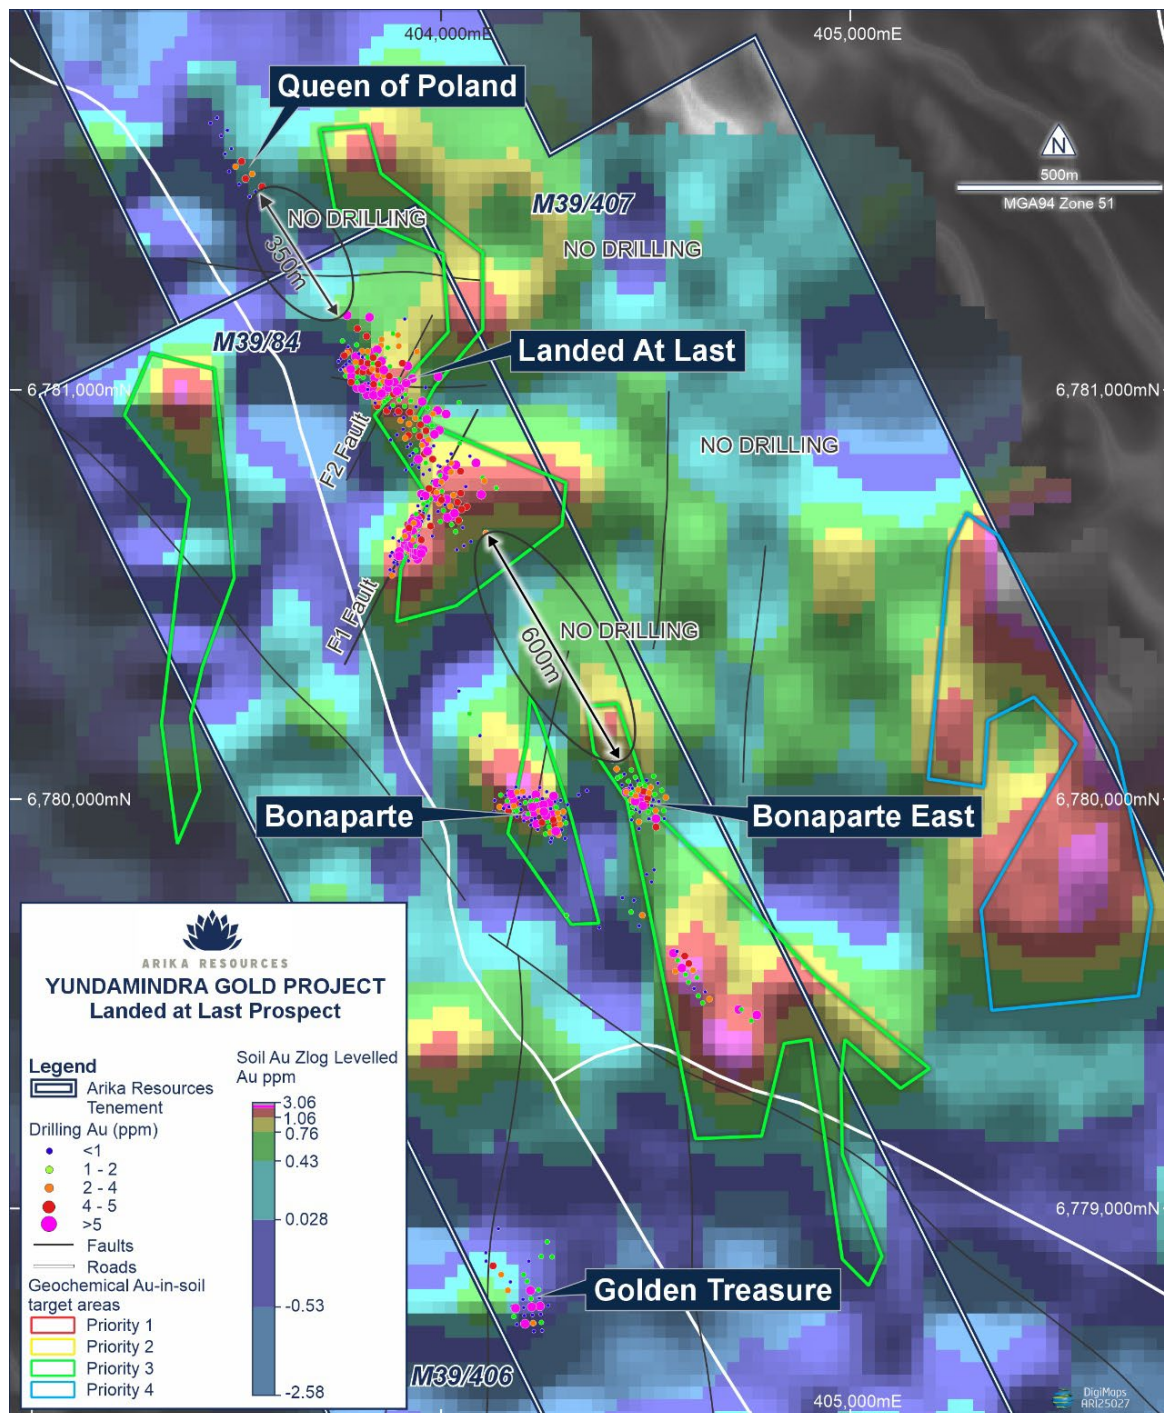 404,000mE
405,000mE
Queen of Poland
N
500m
MGA94 Zone 51
M39/407
NO DRILLING
NO DRILLING
350m
M39/84
Landed At Last
6,781,000mN
6,781,000mN
F2 Fault
NO DRILLING
F1 Fault
NO DRILLING
600m
6,780,000mN
6,780,000mN
Bonaparte
Bonaparte East
ARIKA RESOURCES
YUNDAMINDRA GOLD PROJECT
Landed at Last Prospect
Legend
Arika Resources
Tenement
Drilling Au (ppm)
<1
1 - 2
2 - 4
4 - 5
>5
Faults
Roads
Geochemical Au-in-soil
target areas
Priority 1
Priority 2
Priority 3
Priority 4
Soil Au Zlog Levelled
Au ppm
3.06
1.06
0.76
0.43
0.028
-0.53
-2.58
6,779,000mN
Golden Treasure
M39/406
405,000mE
DigiMaps
ARI25027